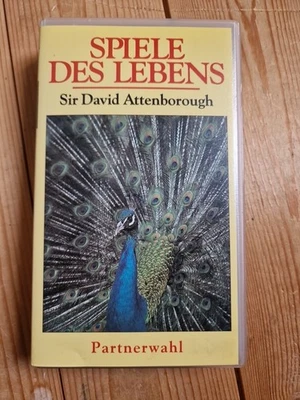 SPIELE
DES LEBENS
Sir David Attenborough
Partnerwahl